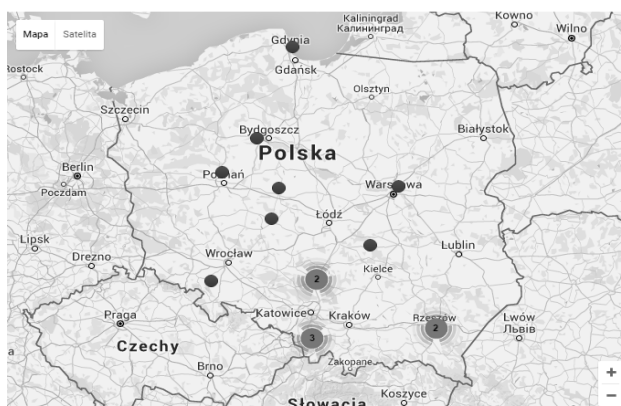 Kaliningrad
Калининград
Kowno
Wilno
Mapa Satelita
Gdynia
Gdańsk
Rostock
Olsztyn
Szczecin
Bydgoszcz
Białystok
Polska
Berlin
Poznań
Warszawa
Poczdam
Łódź
Lipsk
Drezno
Wrocław
Lublin
Kielce
2
Praga
Katowice
Kraków
Rzeszów
2
Lwów
Львів
3
Czechy
Zakopane
Brno
Koszyce
Słowacja
+
−